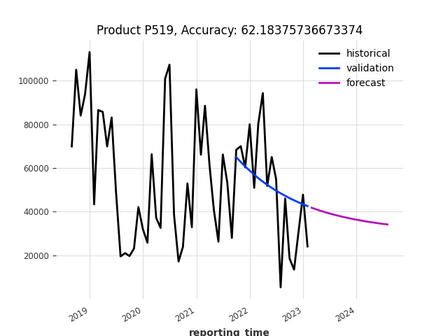 Product P519, Accuracy: 62.18375736673374
historical
validation
forecast
100000
80000
60000
40000
20000
2019
2020
2021
2022
2023
2024
reporting_time